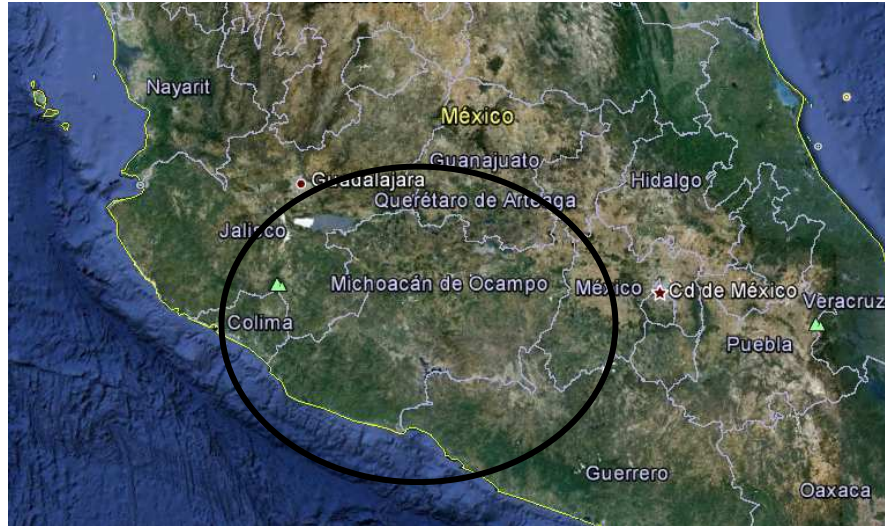 Nayarit
México
Guanajuato
Guadalajara
Hidalgo
Querétaro de Arteaga
Jalisco
Michoacán de Ocampo
México
Cd de México
Veracruz
Colima
Puebla
Guerrero
Oaxaca